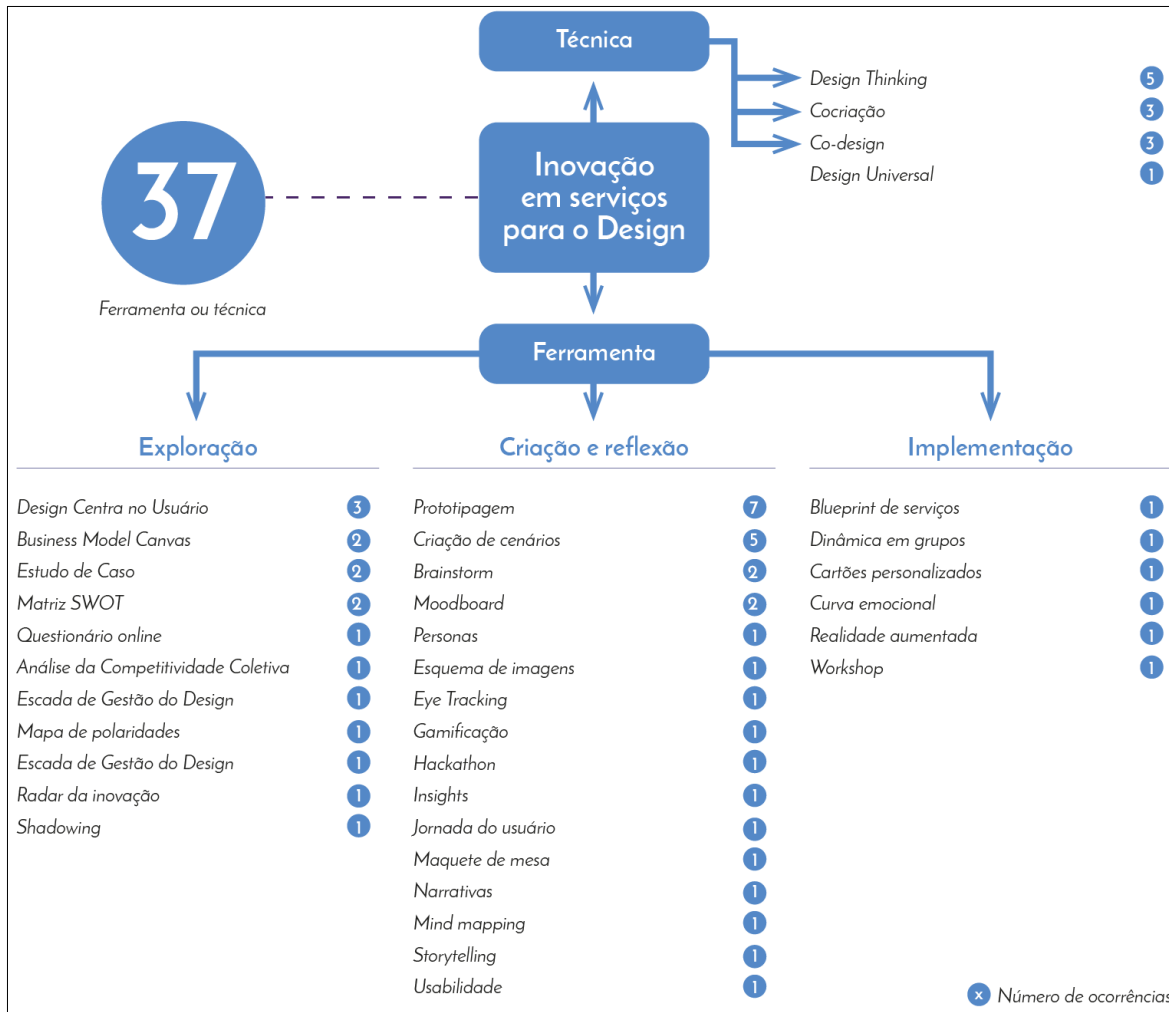 Técnica
Design Thinking 5
Cocriação 3
Co-design 3
Design Universal 1
37
Ferramenta ou técnica
Inovação
em serviços
para o Design
Ferramenta
Exploração
Design Centra no Usuário 3
Business Model Canvas 2
Estudo de Caso 2
Matriz SWOT 2
Questionário online 1
Análise da Competitividade Coletiva 1
Escada de Gestão do Design 1
Mapa de polaridades 1
Escada de Gestão do Design 1
Radar da inovação 1
Shadowing 1
Criação e reflexão
Prototipagem 7
Criação de cenários 5
Brainstorm 2
Moodboard 2
Personas 1
Esquema de imagens 1
Eye Tracking 1
Gamificação 1
Hackathon 1
Insights 1
Jornada do usuário 1
Maquete de mesa 1
Narrativas 1
Mind mapping 1
Storytelling 1
Usabilidade 1
Implementação
Blueprint de serviços 1
Dinâmica em grupos 1
Cartões personalizados 1
Curva emocional 1
Realidade aumentada 1
Workshop 1
x Número de ocorrências